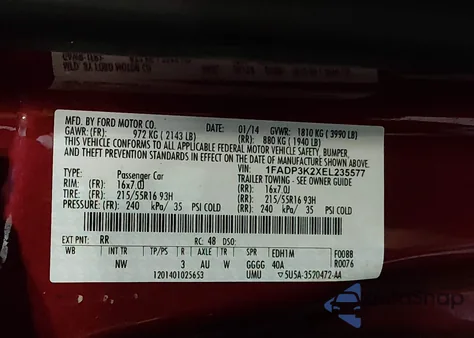 MFD. BY FORD MOTOR CO.
DATE: 01/14 GVWR: 1810 KG ( 3990 LB)
GAWR: (FR): 972 KG ( 2143 LB) (RR): 880 KG ( 1940 LB)
THIS VEHICLE CONFORMS TO ALL APPLICABLE
FEDERAL MOTOR VEHICLE SAFETY, BUMPER,
AND THEFT PREVENTION STANDARDS IN EFFECT
ON THE DATE OF MANUFACTURE SHOWN ABOVE.
VIN: 1FADP3K2XEL235577
TYPE: Passenger Car TRAILER TOWING - SEE OWNER GUIDE
RIM: (FR): 16x7.0J (RR): 16x7.0J
TIRE: (FR): 215/55R16 93H (RR): 215/55R16 93H
PRESSURE: (FR): 240 kPa/ 35 PSI COLD (RR): 240 kPa/ 35 PSI COLD
EXT PNT: RR RC: 48 DSO: F0088
WB INT TR TP/PS R AXLE TR SPR EDH1M R0076
NW 3 AU W GGGG 40A
1201401025653 UMU 5U5A-3520472-AA